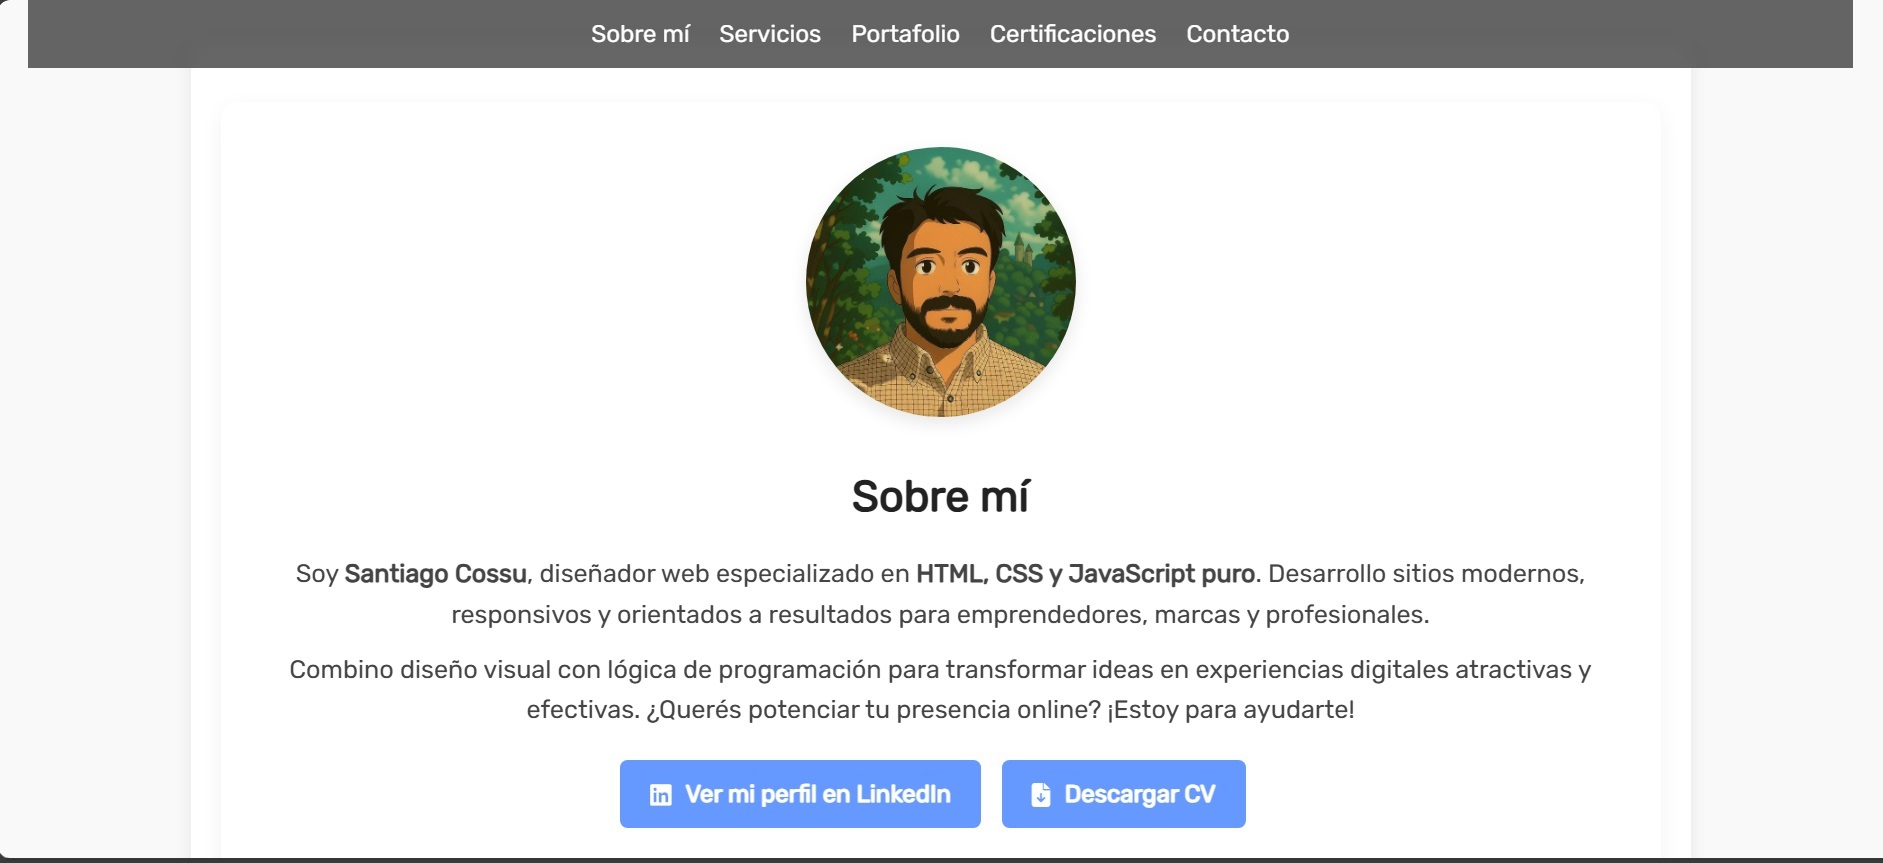 Sobre mí Servicios Portafolio Certificaciones Contacto
Sobre mí
Soy Santiago Cossu, diseñador web especializado en HTML, CSS y JavaScript puro. Desarrollo sitios modernos,
responsivos y orientados a resultados para emprendedores, marcas y profesionales.
Combino diseño visual con lógica de programación para transformar ideas en experiencias digitales atractivas y
efectivas. ¿Querés potenciar tu presencia online? ¡Estoy para ayudarte!
in Ver mi perfil en LinkedIn Descargar CV